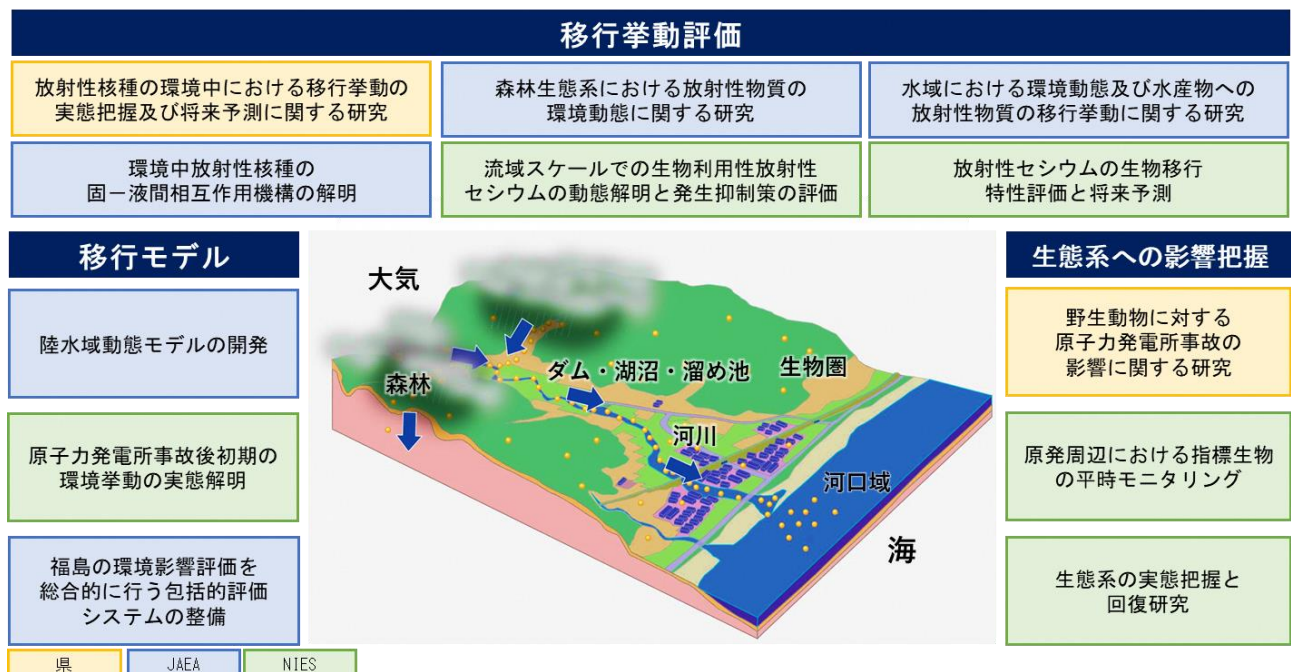 移行挙動評価
放射性核種の環境中における移行挙動の
実態把握及び将来予測に関する研究
森林生態系における放射性物質の
環境動態に関する研究
水域における環境動態及び水産物への
放射性物質の移行挙動に関する研究
環境中放射性核種の
固ー液間相互作用機構の解明
流域スケールでの生物利用性放射性
セシウムの動態解明と発生抑制策の評価
放射性セシウムの生物移行
特性評価と将来予測
移行モデル
陸水域動態モデルの開発
原子力発電所事故後初期の
環境挙動の実態解明
福島の環境影響評価を
総合的に行う包括的評価
システムの整備
大気
森林
ダム・湖沼・溜め池
生物圏
河川
河口域
海
生態系への影響把握
野生動物に対する
原子力発電所事故の
影響に関する研究
原発周辺における指標生物
の平時モニタリング
生態系の実態把握と
回復研究
県
JAEA
NIES